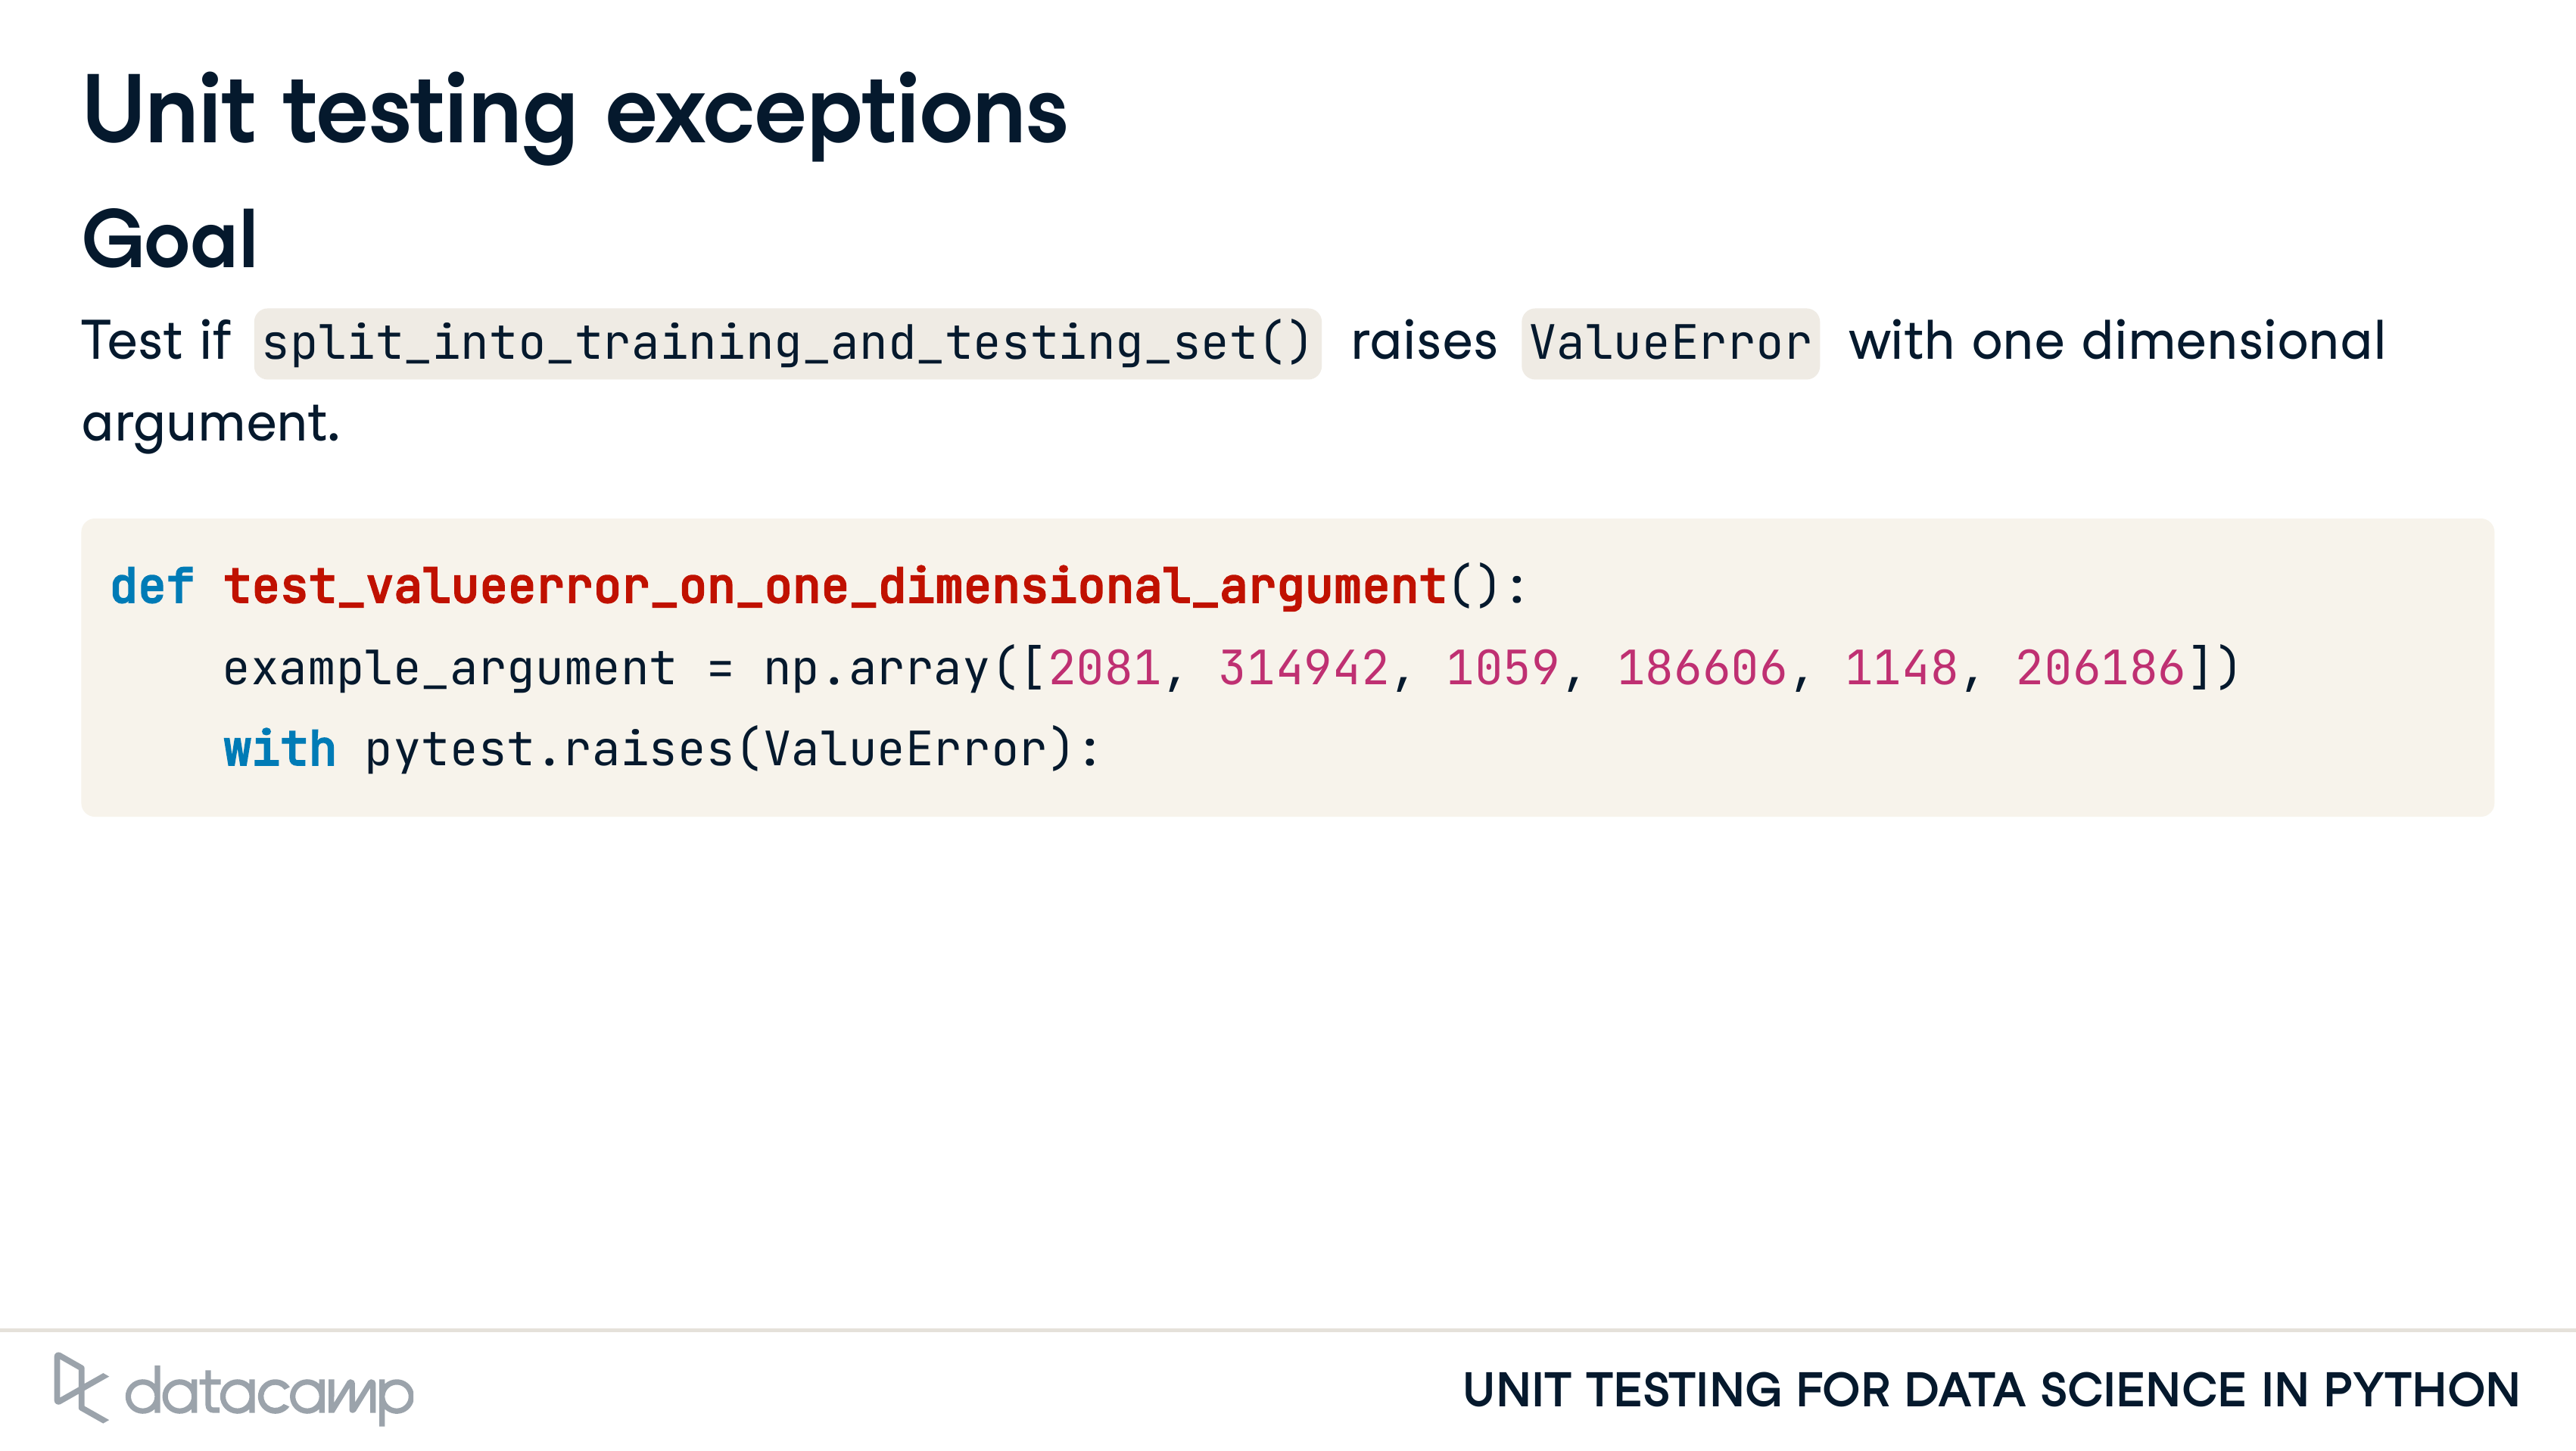 Unit testing exceptions
Goal
Test if split_into_training_and_testing_set() raises ValueError with one dimensional
argument.
def test_valueerror_on_one_dimensional_argument():
    example_argument = np.array([2081, 314942, 1059, 186606, 1148, 206186])
    with pytest.raises(ValueError):
datacamp
UNIT TESTING FOR DATA SCIENCE IN PYTHON